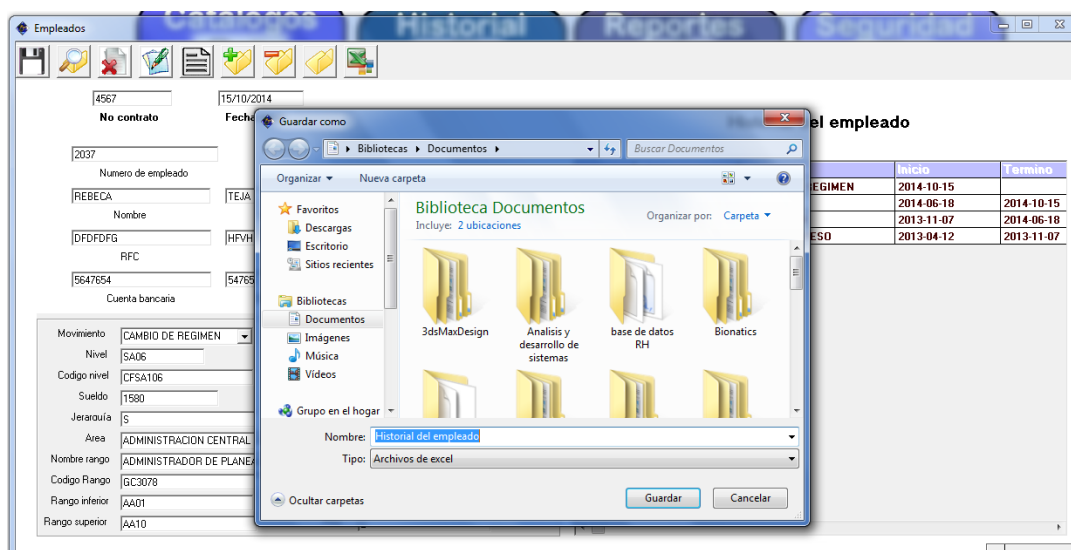 Catálogos Historial Reportes Seguridad
Empleados
4567 15/10/2014
No contrato
2037
Numero de empleado
REBECA TEJA
Nombre
DFDFDFG HFVH
RFC
5647654 54765
Cuenta bancaria
Movimiento CAMBIO DE REGIMEN
Nivel SA06
Codigo nivel CFSA106
Sueldo 1580
Jerarquía S
Area ADMINISTRACION CENTRAL
Nombre rango ADMINISTRADOR DE PLANEA
Codigo Rango GC3078
Rango inferior AA01
Rango superior AA10
Guardar como
Bibliotecas Documentos
Buscar Documentos
Organizar Nueva carpeta
Favoritos
Descargas
Escritorio
Sitios recientes
Bibliotecas
Documentos
Imágenes
Música
Vídeos
Grupo en el hogar
Biblioteca Documentos
Incluye: 2 ubicaciones
Organizar por: Carpeta
3dsMaxDesign
Analisis y
desarrollo de
sistemas
base de datos
RH
Bionatics
Nombre: Historial del empleado
Tipo: Archivos de excel
Ocultar carpetas
Guardar Cancelar
el empleado
Inicio Termino
EGIMEN 2014-10-15
2014-06-18 2014-10-15
2013-11-07 2014-06-18
ESO 2013-04-12 2013-11-07